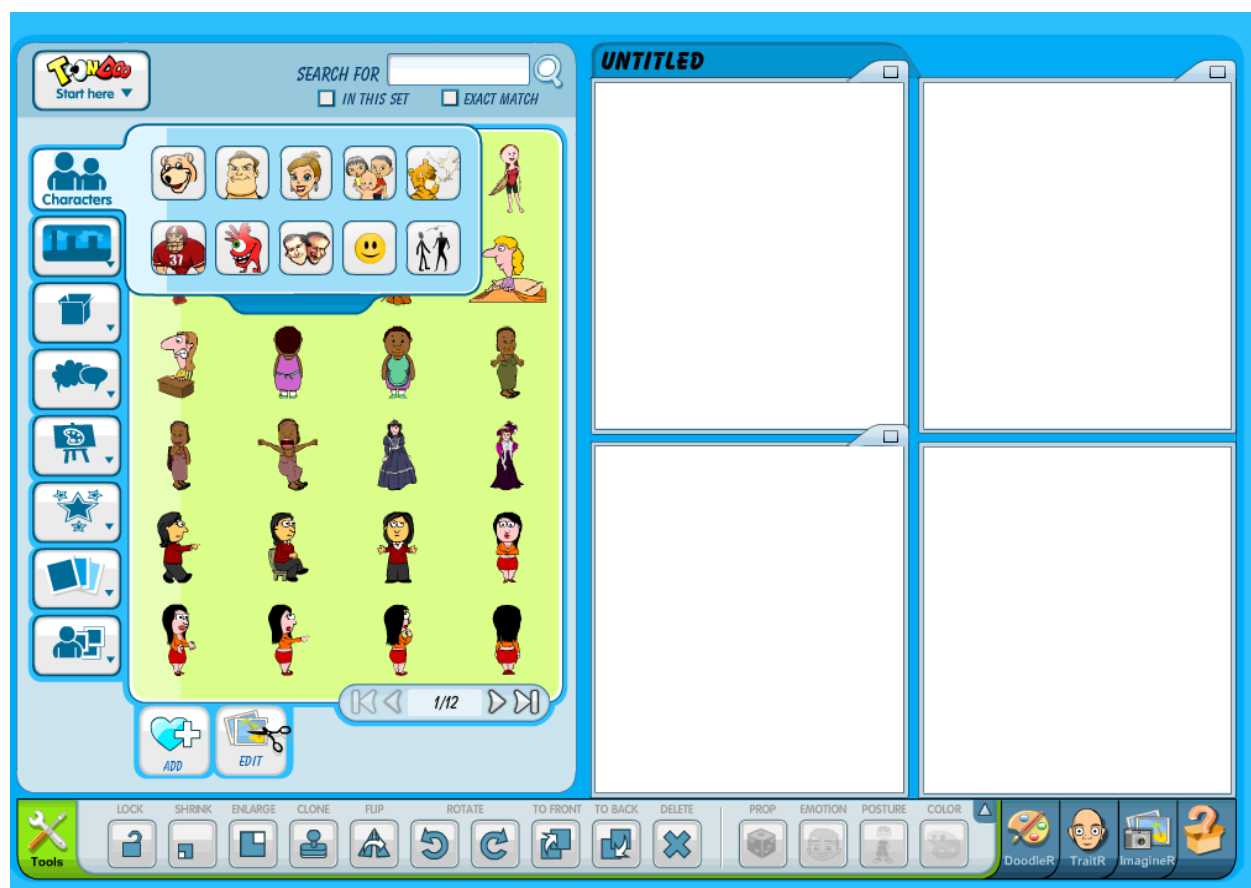 TOONDOO
Start here
SEARCH FOR
IN THIS SET
EXACT MATCH
UNTITLED
Characters
37
1/12
ADD
EDIT
Tools
LOCK
SHRINK
ENLARGE
CLONE
FLIP
ROTATE
TO FRONT
TO BACK
DELETE
PROP
EMOTION
POSTURE
COLOR
DoodleR
TraitR
ImagineR
?